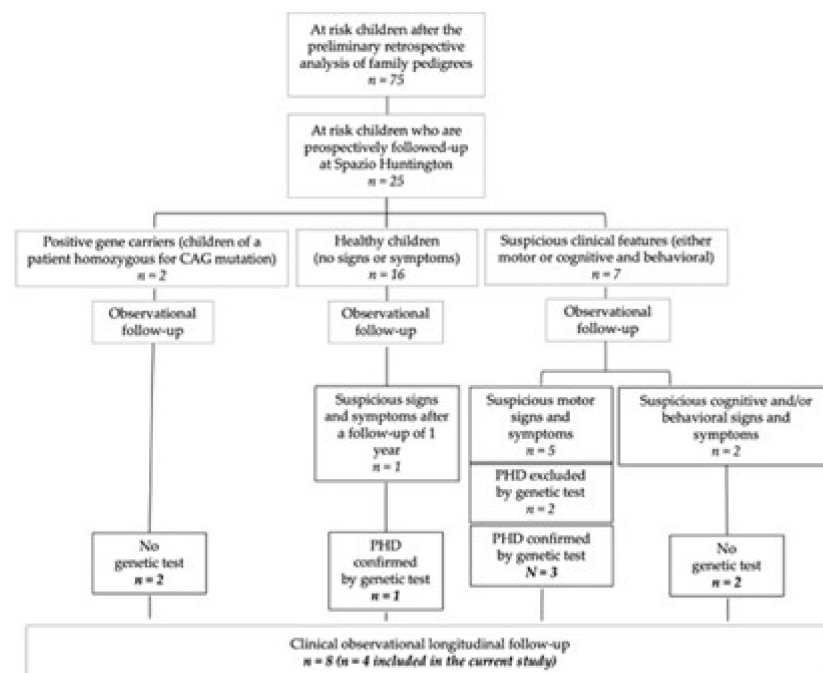 At risk children after the
preliminary retrospective
analysis of family pedigrees
n = 75
At risk children who are
prospectively followed-up
at Spazio Huntington
n = 25
Positive gene carriers (children of a
patient homozygous for CAG mutation)
n = 2
Healthy children
(no signs or symptoms)
n = 16
Suspicious clinical features (either
motor or cognitive and behavioral)
n = 7
Observational
follow-up
Observational
follow-up
Observational
follow-up
Suspicious signs
and symptoms after
a follow-up of 1
year
n = 1
Suspicious motor
signs and
symptoms
n = 5
Suspicious cognitive and/or
behavioral signs and
symptoms
n = 2
PHD excluded
by genetic test
n = 2
No
genetic test
n = 2
PHD
confirmed
by genetic test
n = 1
PHD confirmed
by genetic test
N = 3
No
genetic test
n = 2
Clinical observational longitudinal follow-up
n = 8 (n = 4 included in the current study)